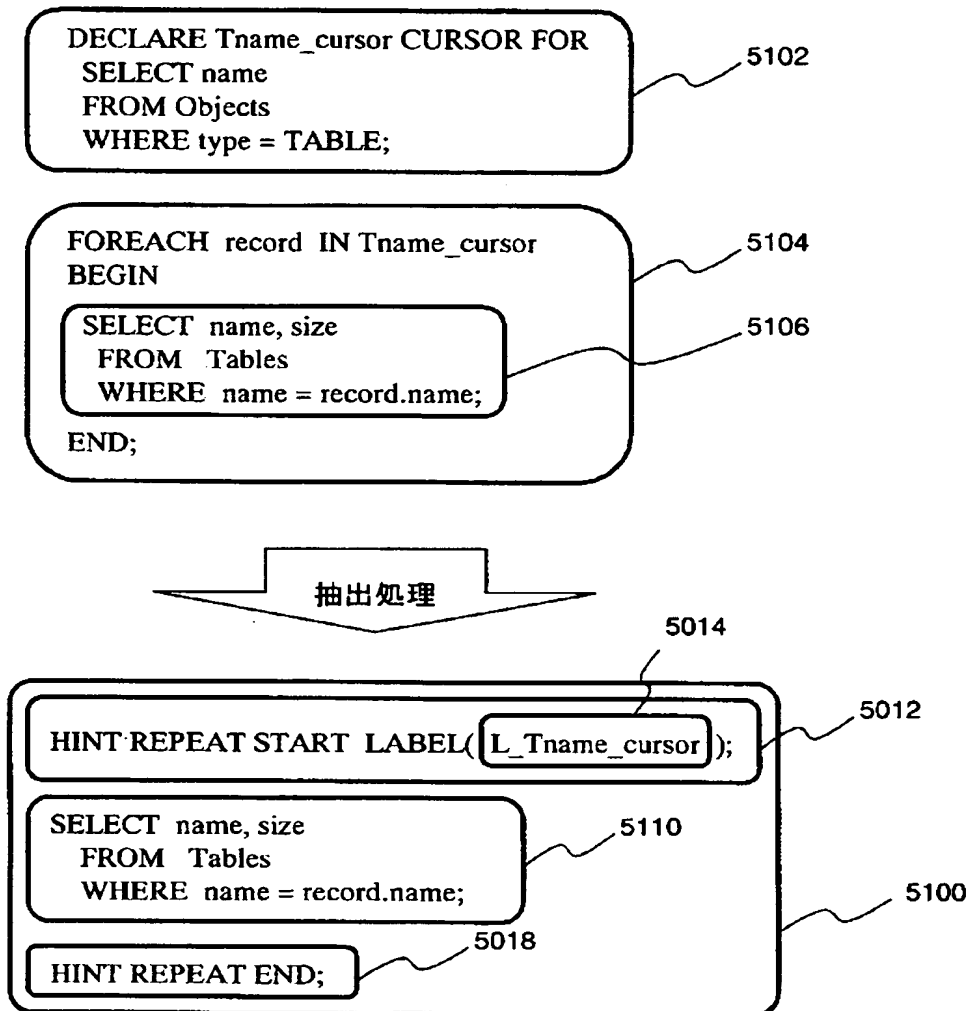 DECLARE Tname_cursor CURSOR FOR
SELECT name
FROM Objects
WHERE type = TABLE;
5102
FOREACH record IN Tname_cursor
BEGIN
5104
SELECT name, size
FROM Tables
WHERE name = record.name;
5106
END;
抽出処理
5014
HINT REPEAT START LABEL( L_Tname_cursor );
5012
SELECT name, size
FROM Tables
WHERE name = record.name;
5110
5100
HINT REPEAT END;
5018